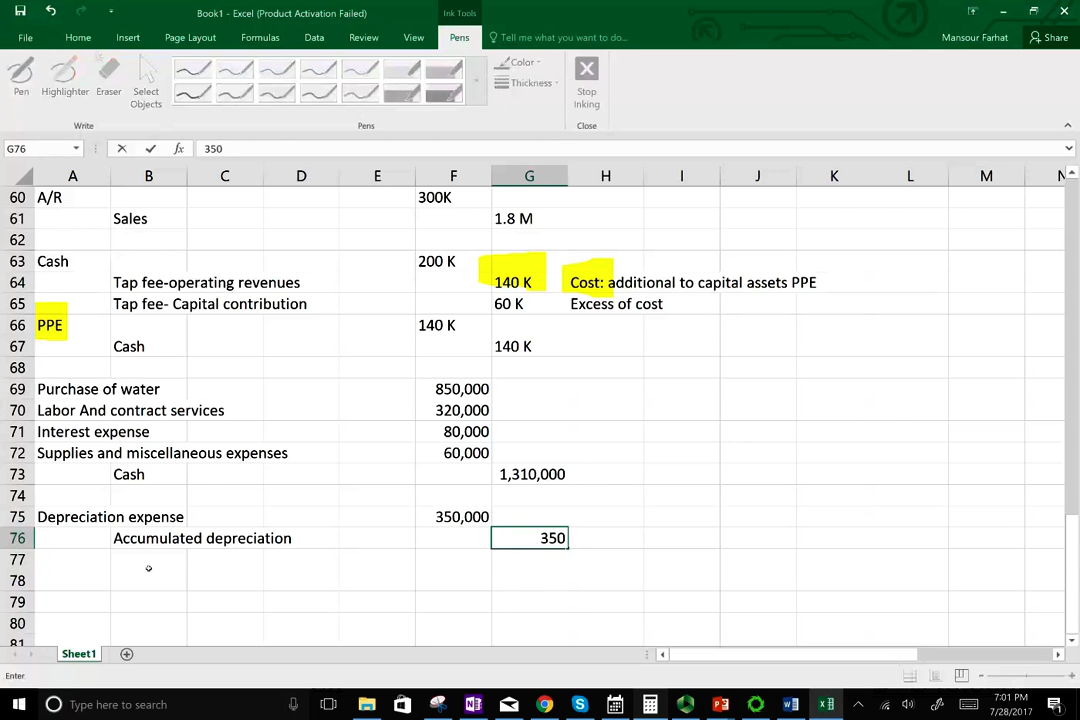 Book1 - Excel (Product Activation Failed)
Ink Tools
File Home Insert Page Layout Formulas Data Review View Pens Tell me what you want to do... Mansour Farhat Share
Pen Highlighter Eraser Select Objects
Color
Thickness
Stop Inking
Write Pens Close
G76 fx 350
A B C D E F G H I J K L M N
60 A/R 300K
61 Sales 1.8 M
62
63 Cash 200 K
64 Tap fee-operating revenues 140 K Cost: additional to capital assets PPE
65 Tap fee- Capital contribution 60 K Excess of cost
66 PPE 140 K
67 Cash 140 K
68
69 Purchase of water 850,000
70 Labor And contract services 320,000
71 Interest expense 80,000
72 Supplies and miscellaneous expenses 60,000
73 Cash 1,310,000
74
75 Depreciation expense 350,000
76 Accumulated depreciation 350
77
78
79
80
81
Sheet1
Enter
Type here to search
7:01 PM
7/28/2017